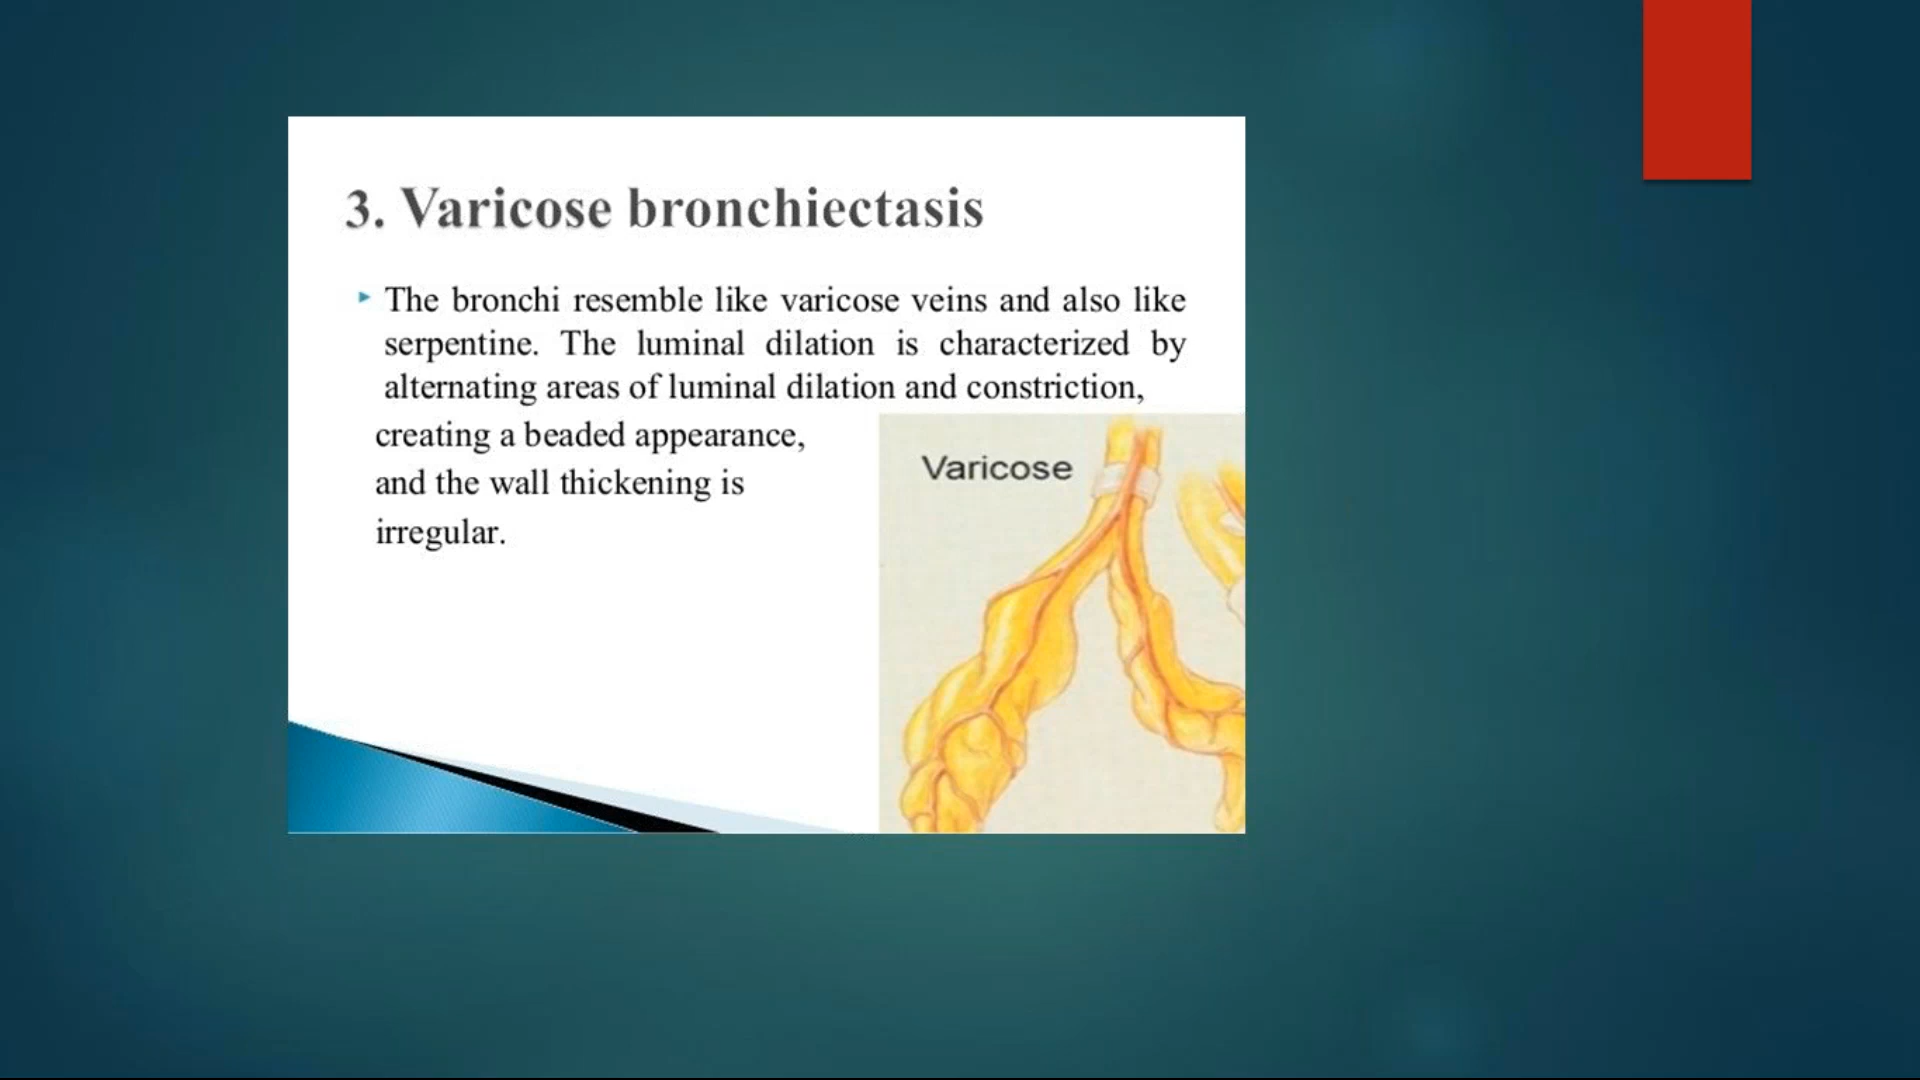 3. Varicose bronchiectasis
The bronchi resemble like varicose veins and also like
serpentine. The luminal dilation is characterized by
alternating areas of luminal dilation and constriction,
creating a beaded appearance,
and the wall thickening is
irregular.
Varicose